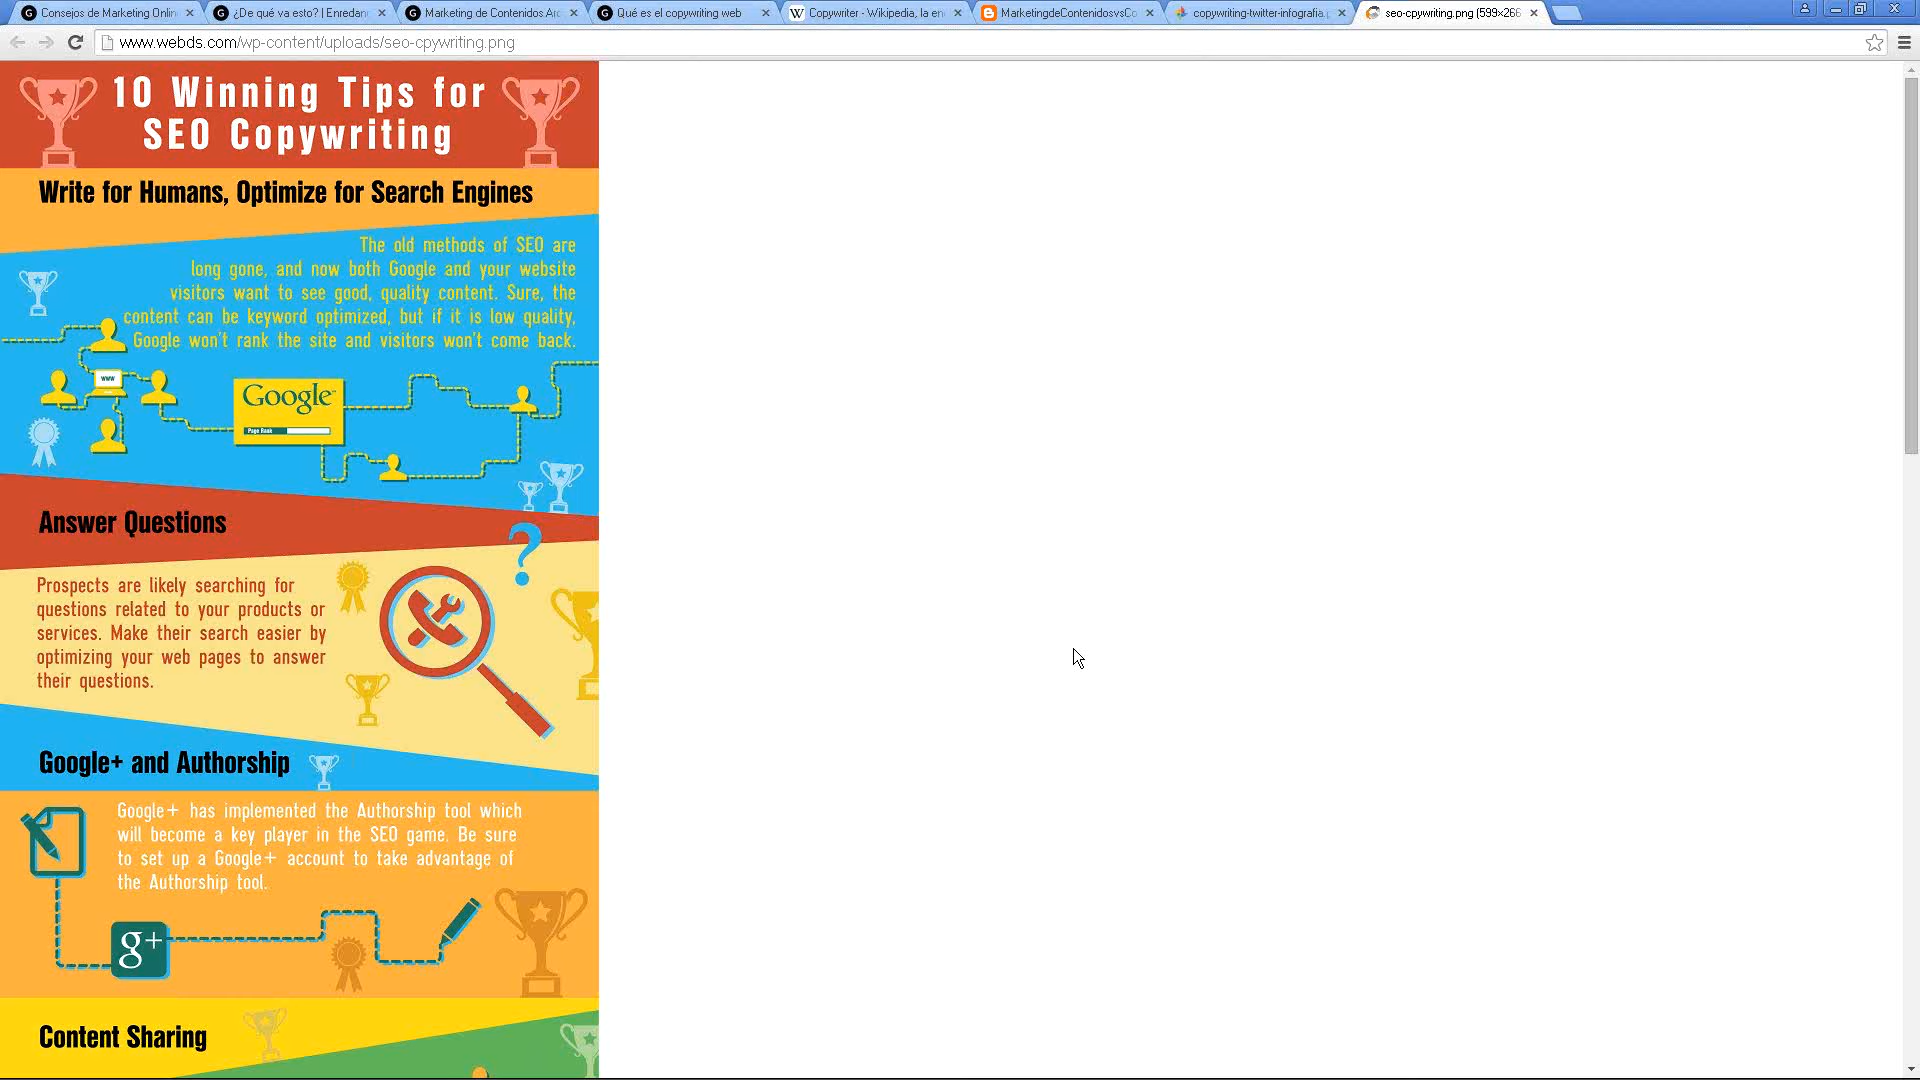 Consejos de Marketing Onlin
¿De qué va esto? | Enredan
Marketing de Contenidos Arc
Qué es el copywriting web
Copywriter - Wikipedia, la en
MarketingdeContenidosvsCo
copywriting-twitter-infografia.
seo-cpywriting.png (599×266
www.webds.com/wp-content/uploads/seo-cpywriting.png
10 Winning Tips for
SEO Copywriting
Write for Humans, Optimize for Search Engines
The old methods of SEO are
long gone, and now both Google and your website
visitors want to see good, quality content. Sure, the
content can be keyword optimized, but if it is low quality,
Google won't rank the site and visitors won't come back.
www
Google
Page Rank
Answer Questions
?
Prospects are likely searching for
questions related to your products or
services. Make their search easier by
optimizing your web pages to answer
their questions.
Google+ and Authorship
Google+ has implemented the Authorship tool which
will become a key player in the SEO game. Be sure
to set up a Google+ account to take advantage of
the Authorship tool.
g+
Content Sharing